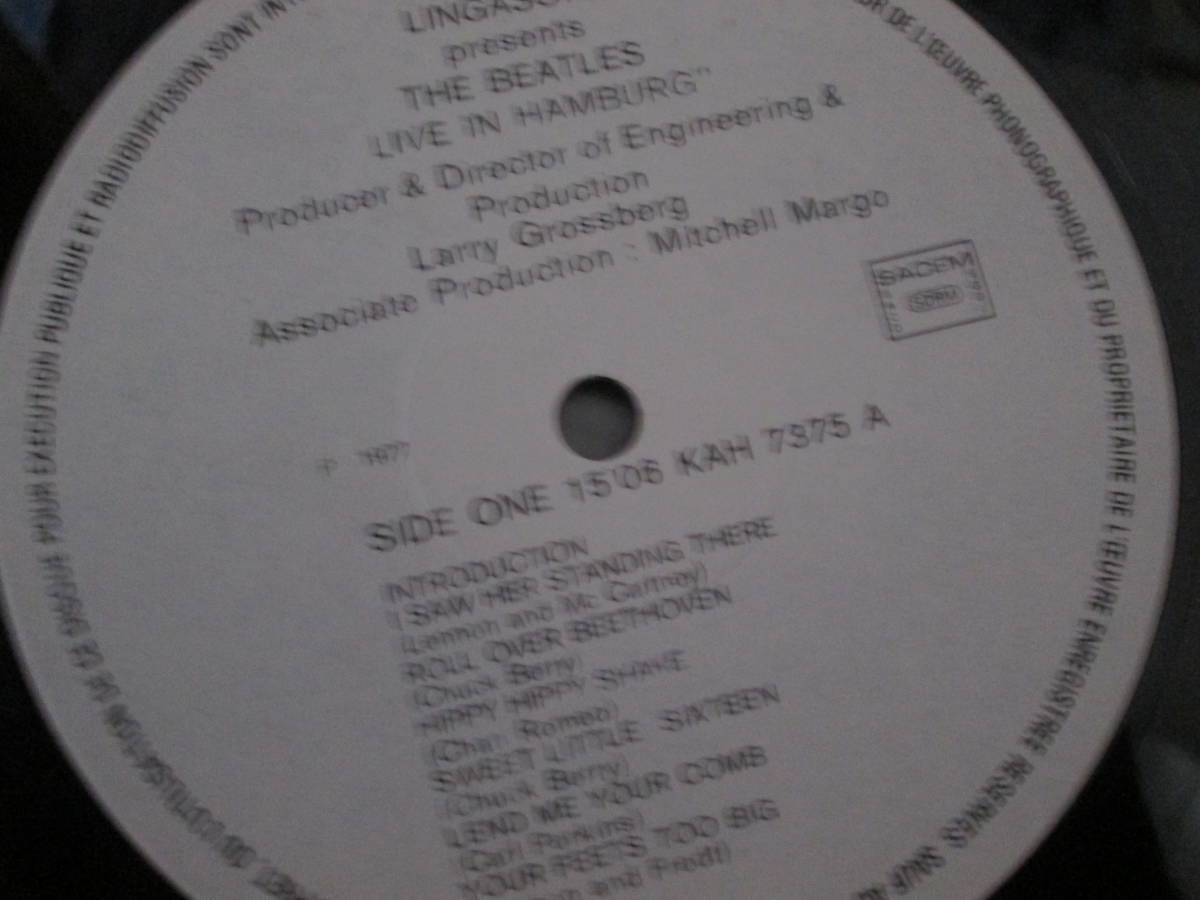 presents
THE BEATLES
LIVE IN HAMBURG"
Producer & Director of Engineering &
Production
Larry Grossberg
Associate Production : Mitchell Margo
SACEM
SDRM
1977
SIDE ONE 15'06 KAH 7375 A
INTRODUCTION
I SAW HER STANDING THERE
(Lennon and Mc Cartney)
ROLL OVER BEETHOVEN
(Chuck Berry)
HIPPY HIPPY SHAKE
(Chan Romeo)
SWEET LITTLE SIXTEEN
(Chuck Berry)
LEND ME YOUR COMB
(Carl Perkins)
YOUR FEETS TOO BIG
and
POUR EXECUTION PUBLIQUE ET RADIODIFFUSION SONT
DE L'ŒUVRE PHONOGRAPHIQUE ET DU PROPRIETAIRE DE L'ŒUVRE ENREGISTREE RESERVES. SAUF